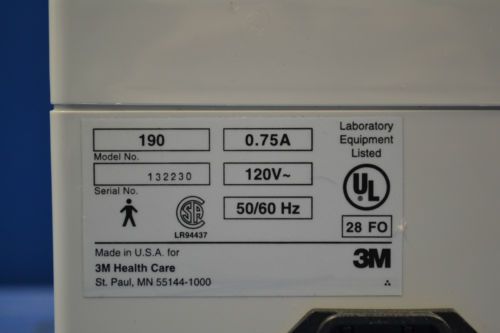 190
Model No.
132230
Serial No.
0.75A
120V~
50/60 Hz
Laboratory
Equipment
Listed
UL
28 FO
SA
LR94437
Made in U.S.A. for
3M Health Care
St. Paul, MN 55144-1000
3M